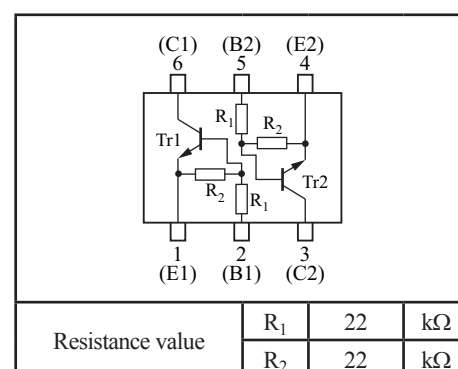 (C1) (B2) (E2)
6 5 4
R1
R2
Tr1
Tr2
R2
R1
1 2 3
(E1) (B1) (C2)
Resistance value R1 22 kΩ
R2 22 kΩ